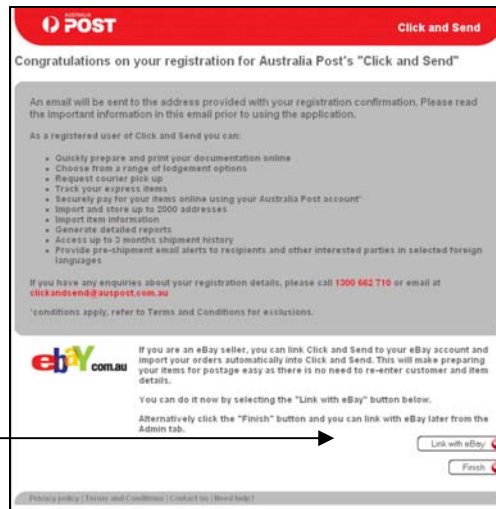 AUSTRALIA
POST
Click and Send
Congratulations on your registration for Australia Post's "Click and Send"
An email will be sent to the address provided with your registration confirmation. Please read
the important information in this email prior to using the application.
As a registered user of Click and Send you can:
• Quickly prepare and print your documentation online
• Choose from a range of lodgement options
• Request courier pick up
• Track your express items
• Securely pay for your items online using your Australia Post account*
• Import and store up to 2000 addresses
• Import item information
• Generate detailed reports
• Access up to 3 months shipment history
• Provide pre-shipment email alerts to recipients and other interested parties in selected foreign
languages
If you have any enquiries about your registration details, please call 1300 662 710 or email at
clickandsend@auspost.com.au
*conditions apply, refer to Terms and Conditions for exclusions.
ebay.com.au
If you are an eBay seller, you can link Click and Send to your eBay account and
import your orders automatically into Click and Send. This will make preparing
your items for postage easy as there is no need to re-enter customer and item
details.
You can do it now by selecting the "Link with eBay" button below.
Alternatively click the "Finish" button and you can link with eBay later from the
Admin tab.
Link with eBay
Finish
Privacy policy | Terms and Conditions | Contact us | Need help?